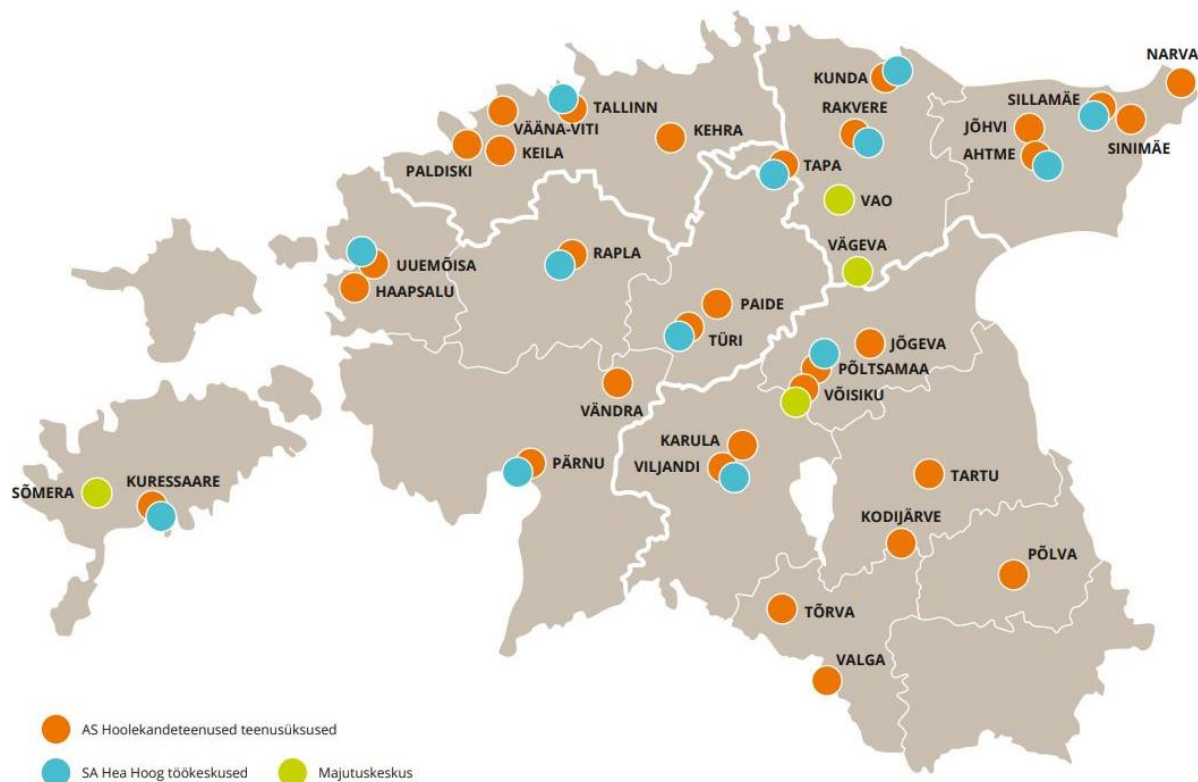 NARVA
KUNDA
SILLAMÄE
TALLINN
RAKVERE
JÕHVI
VÄÄNA-VITI
KEHRA
SINIMÄE
KEILA
AHTME
PALDISKI
TAPA
VAO
VÄGEVA
RAPLA
UUEMÕISA
HAAPSALU
PAIDE
TÜRI
JÕGEVA
PÕLTSAMAA
VÕISIKU
VÄNDRA
KARULA
PÄRNU
VILJANDI
TARTU
KURESSAARE
SÕMERA
KODIJÄRVE
PÕLVA
TÕRVA
VALGA
AS Hoolekandeteenused teenusüksused
SA Hea Hoog töökeskused
Majutuskeskus